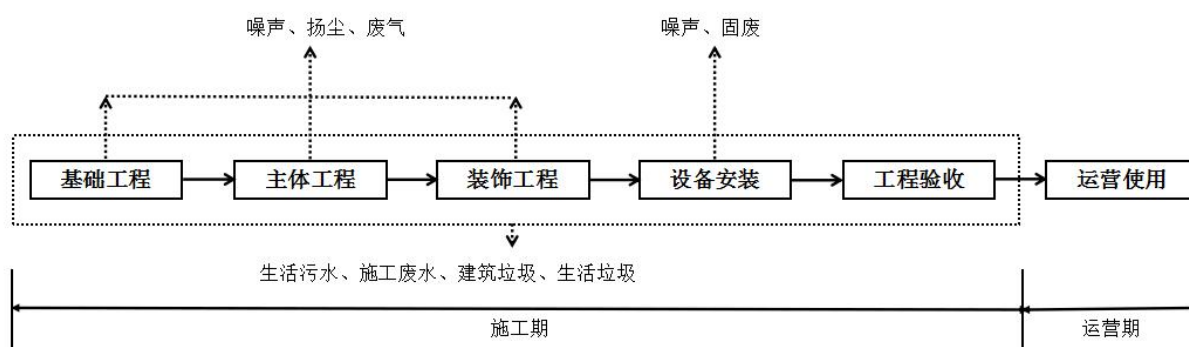 噪声、扬尘、废气
噪声、固废
基础工程
主体工程
装饰工程
设备安装
工程验收
运营使用
生活污水、施工废水、建筑垃圾、生活垃圾
施工期
运营期